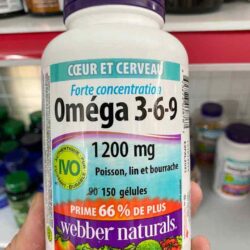 CŒUR ET CERVEAU
Forte concentration
Oméga 3-6-9
1200 mg
IVO
Poisson, lin et bourrache
90 150 gélules
PRIME 66% DE PLUS
webber naturals